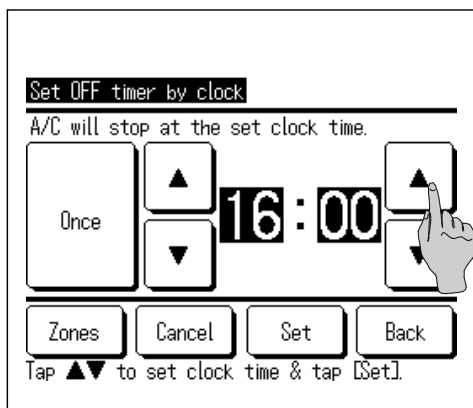 Set OFF timer by clock
A/C will stop at the set clock time.
Once ▲ 16 : 00 ▲
▼ ▼
Zones Cancel Set Back
Tap ▲▼ to set clock time & tap [Set].